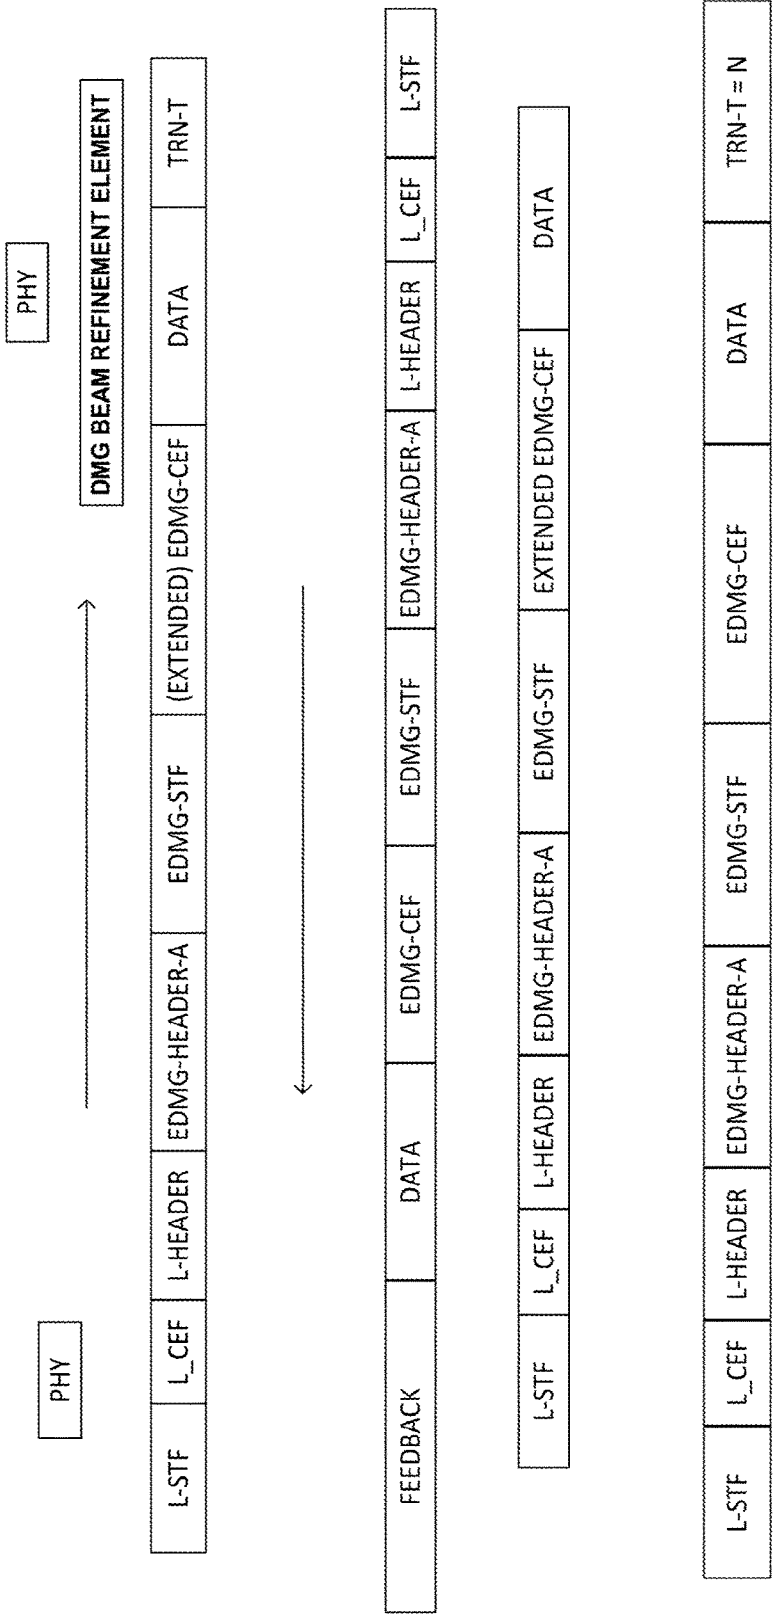 PHY
PHY
DMG BEAM REFINEMENT ELEMENT
L-STF L_CEF L-HEADER EDMG-HEADER-A EDMG-STF (EXTENDED) EDMG-CEF DATA TRN-T
FEEDBACK DATA EDMG-CEF EDMG-STF EDMG-HEADER-A L-HEADER L_CEF L-STF
L-STF L_CEF L-HEADER EDMG-HEADER-A EDMG-STF EXTENDED EDMG-CEF DATA
L-STF L_CEF L-HEADER EDMG-HEADER-A EDMG-STF EDMG-CEF DATA TRN-T = N